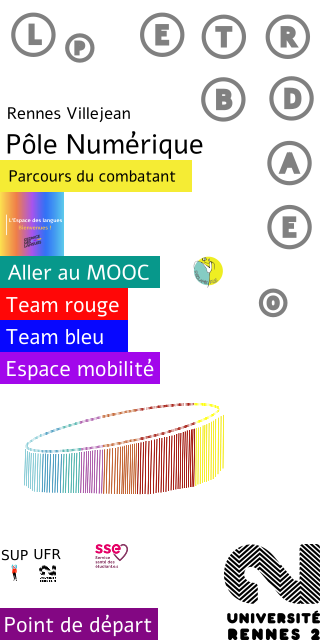 L P E T R
B D
A
E
O
Rennes Villejean
Pôle Numérique
Parcours du combatant
L'Espace des langues
Bienvenues !
Aller au MOOC
Team rouge
Team bleu
Espace mobilité
SUP UFR
sse
Service
santé des
étudiant·e·s
UNIVERSITÉ
RENNES 2
Point de départ